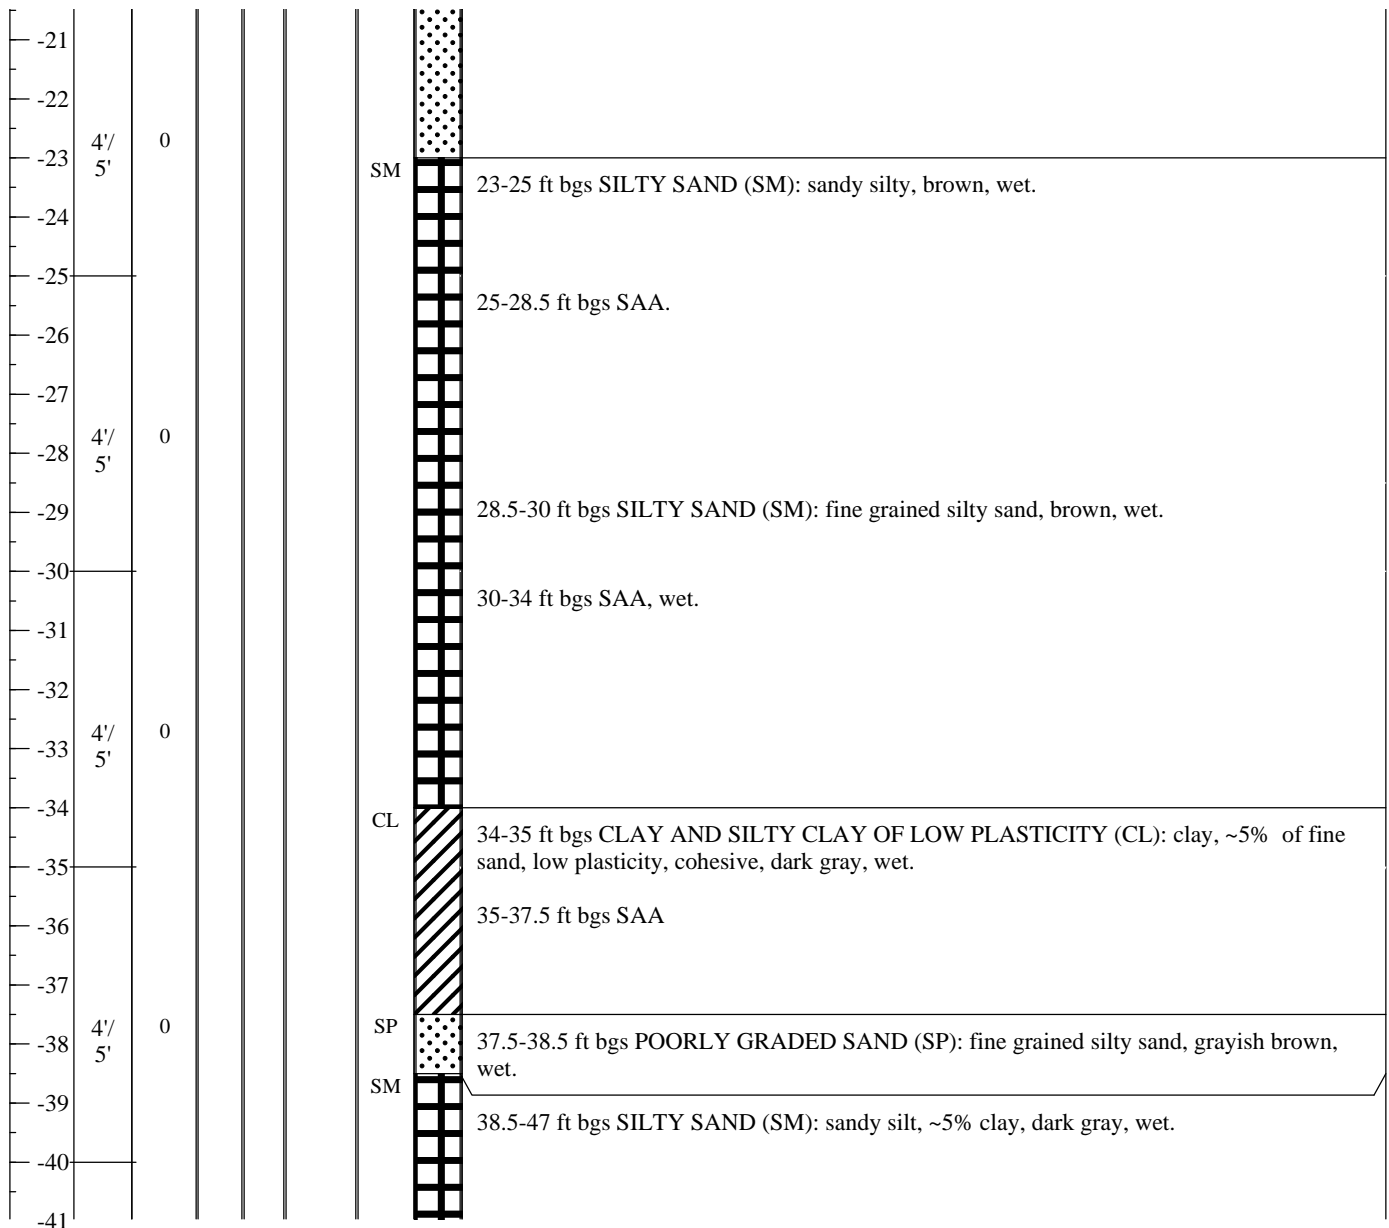 -21
-22
4'/ 0
5'
-23
SM
23-25 ft bgs SILTY SAND (SM): sandy silty, brown, wet.
-24
-25
25-28.5 ft bgs SAA.
-26
-27
4'/ 0
5'
-28
28.5-30 ft bgs SILTY SAND (SM): fine grained silty sand, brown, wet.
-29
-30
30-34 ft bgs SAA, wet.
-31
-32
4'/ 0
5'
-33
-34
CL
34-35 ft bgs CLAY AND SILTY CLAY OF LOW PLASTICITY (CL): clay, ~5% of fine
sand, low plasticity, cohesive, dark gray, wet.
-35
35-37.5 ft bgs SAA
-36
-37
4'/ 0
5'
SP
37.5-38.5 ft bgs POORLY GRADED SAND (SP): fine grained silty sand, grayish brown,
wet.
-38
SM
-39
38.5-47 ft bgs SILTY SAND (SM): sandy silt, ~5% clay, dark gray, wet.
-40
-41